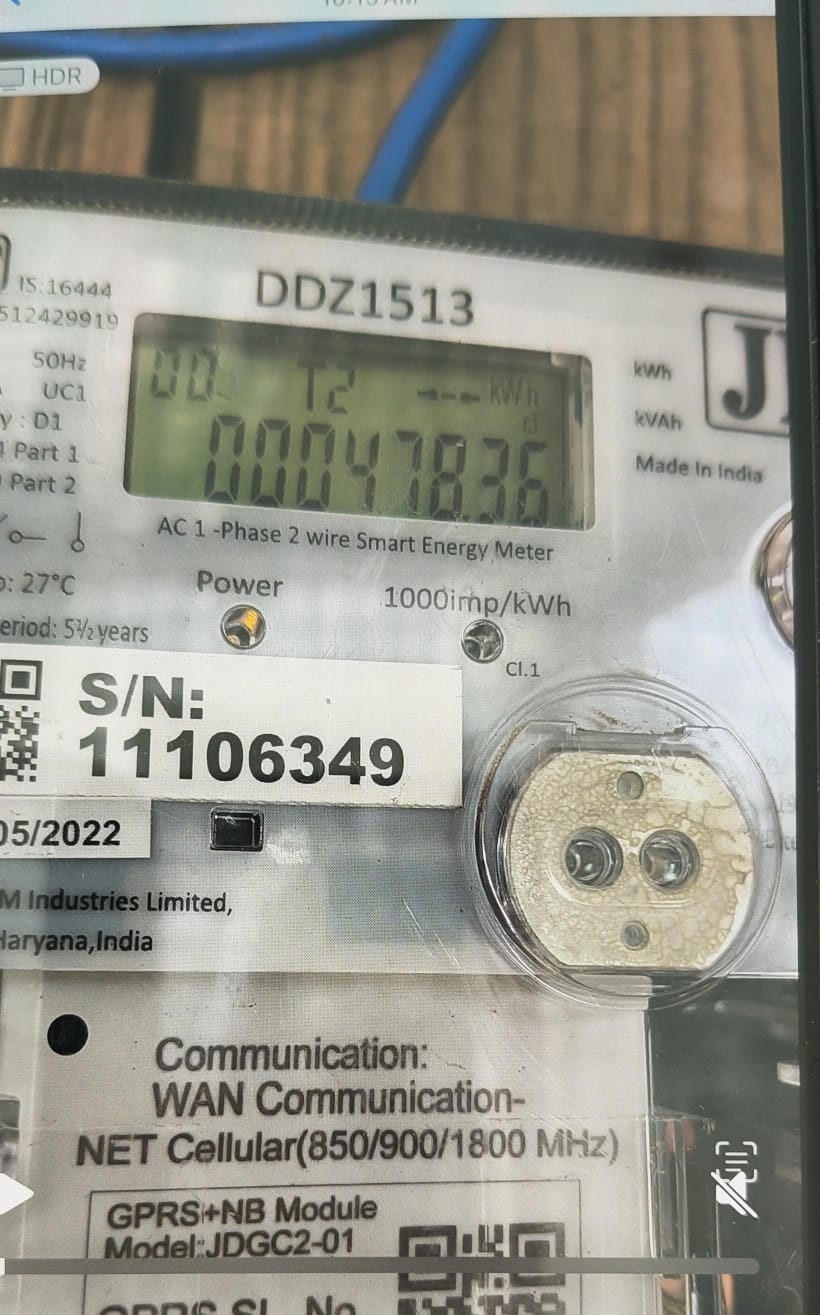 HDR
IS:16444
512429919
DDZ1513
50Hz
UC1
y : D1
Part 1
Part 2
T2
kWh
000478.36
kWh
kVAh
Made In India
AC 1 -Phase 2 wire Smart Energy Meter
: 27°C
eriod: 5½ years
Power
1000imp/kWh
Cl.1
S/N:
11106349
05/2022
M Industries Limited,
Haryana,India
Communication:
WAN Communication-
NET Cellular(850/900/1800 MHz)
GPRS+NB Module
Model:JDGC2-01